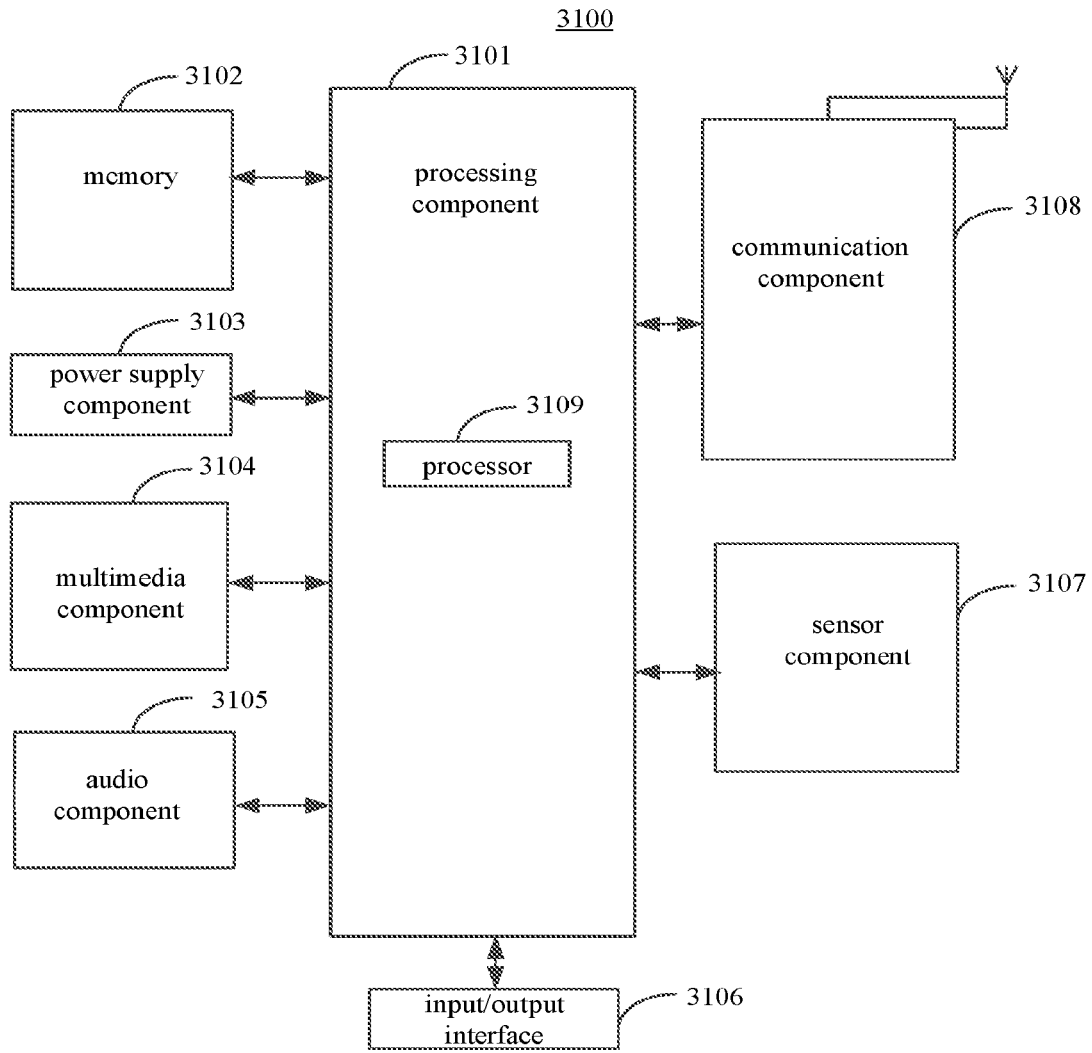 3100
3101
3102
memory
processing
component
3108
communication
component
3103
power supply
component
3109
processor
3104
multimedia
component
3107
sensor
component
3105
audio
component
3106
input/output
interface